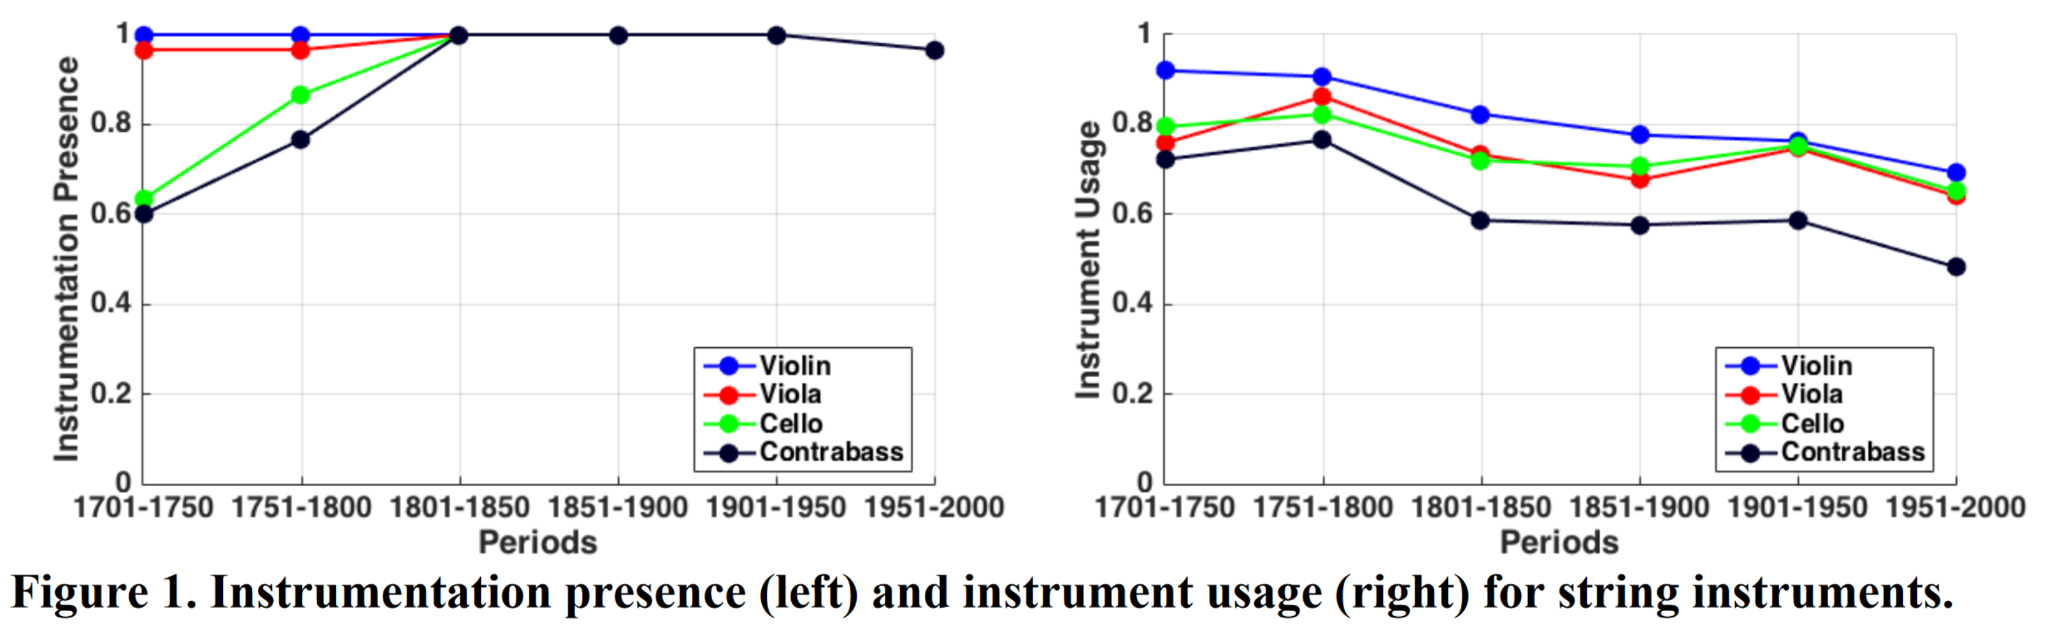 Instrumentation Presence
1
0.8
0.6
0.4
0.2
0
1701-1750 1751-1800 1801-1850 1851-1900 1901-1950 1951-2000
Periods
Violin
Viola
Cello
Contrabass
Instrument Usage
1
0.8
0.6
0.4
0.2
0
1701-1750 1751-1800 1801-1850 1851-1900 1901-1950 1951-2000
Periods
Violin
Viola
Cello
Contrabass
Figure 1. Instrumentation presence (left) and instrument usage (right) for string instruments.